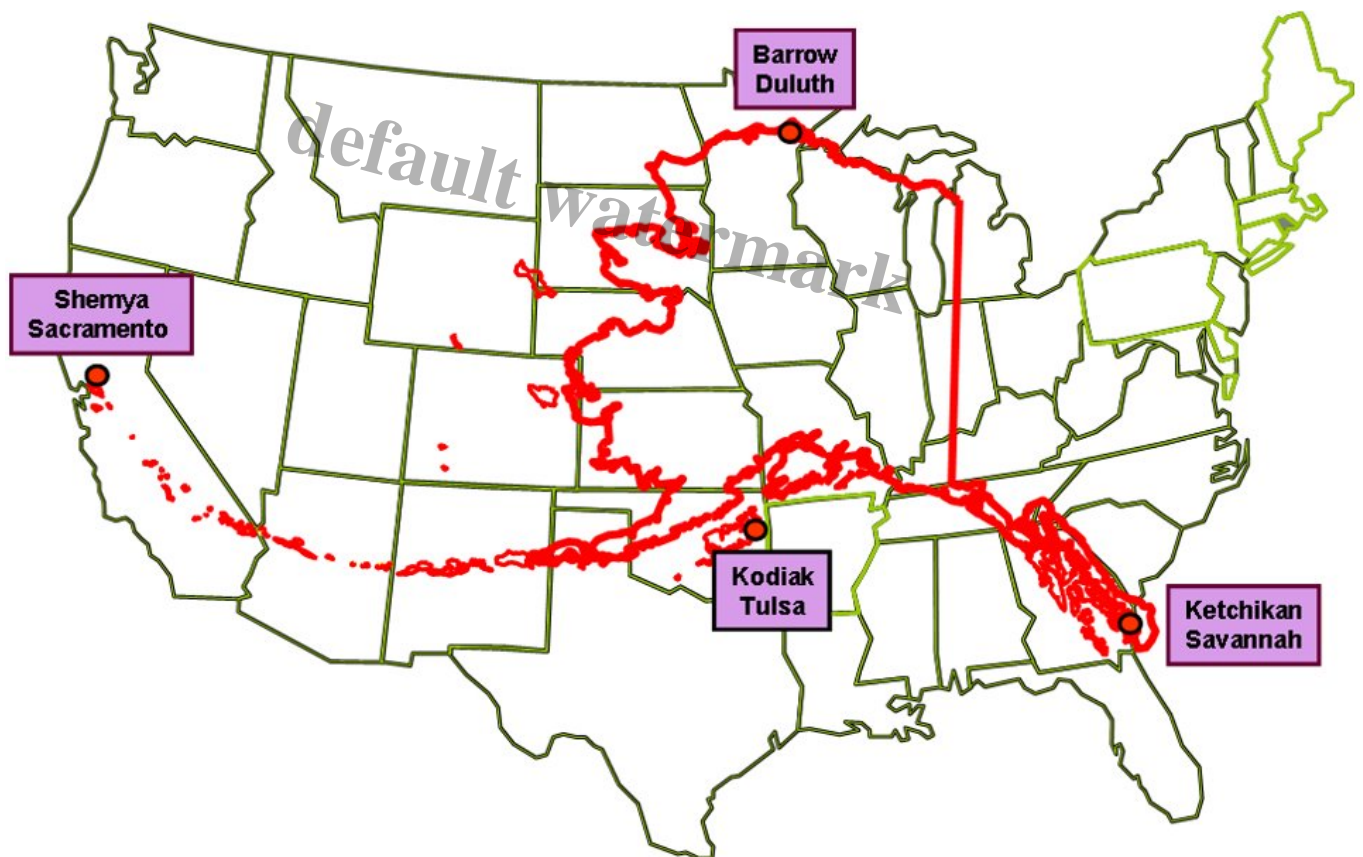 Barrow
Duluth
default watermark
Shemya
Sacramento
Kodiak
Tulsa
Ketchikan
Savannah